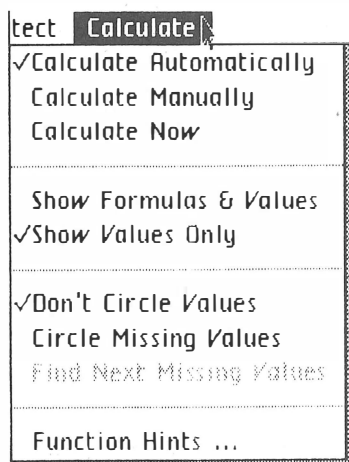 tect Calculate
✓Calculate Automatically
Calculate Manually
Calculate Now
Show Formulas & Values
✓Show Values Only
✓Don't Circle Values
Circle Missing Values
Find Next Missing Values
Function Hints ...